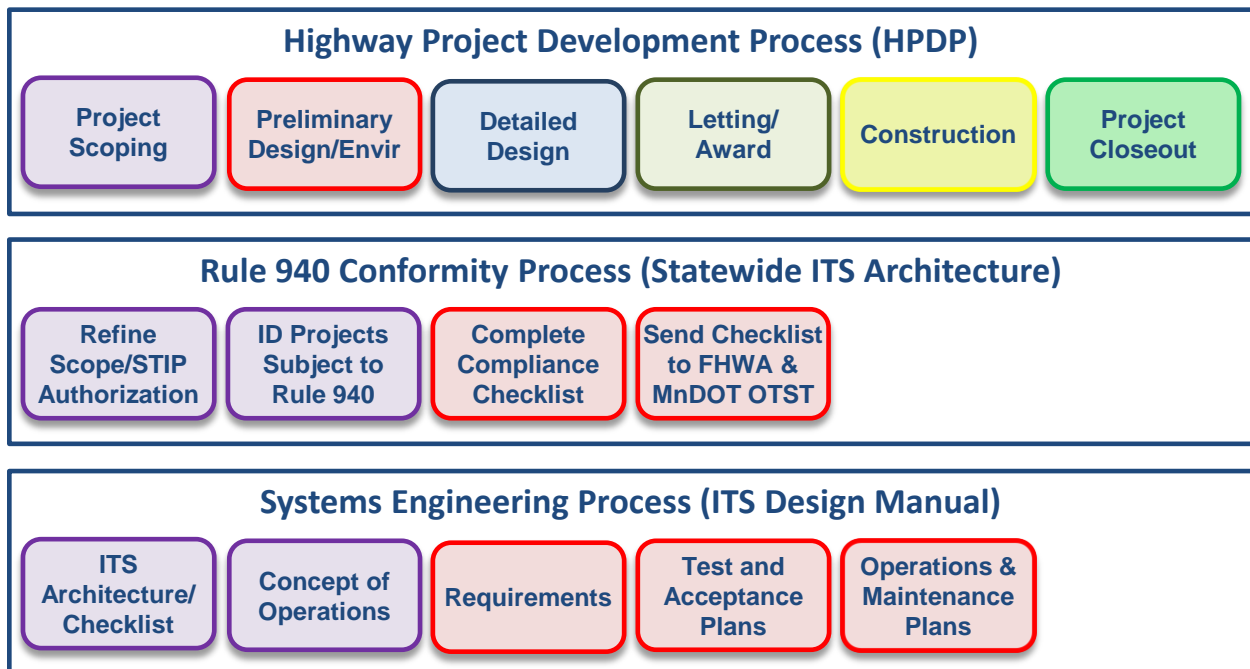 Highway Project Development Process (HPDP)
Project
Scoping
Preliminary
Design/Envir
Detailed
Design
Letting/
Award
Construction
Project
Closeout
Rule 940 Conformity Process (Statewide ITS Architecture)
Refine
Scope/STIP
Authorization
ID Projects
Subject to
Rule 940
Complete
Compliance
Checklist
Send Checklist
to FHWA &
MnDOT OTST
Systems Engineering Process (ITS Design Manual)
ITS
Architecture/
Checklist
Concept of
Operations
Requirements
Test and
Acceptance
Plans
Operations &
Maintenance
Plans